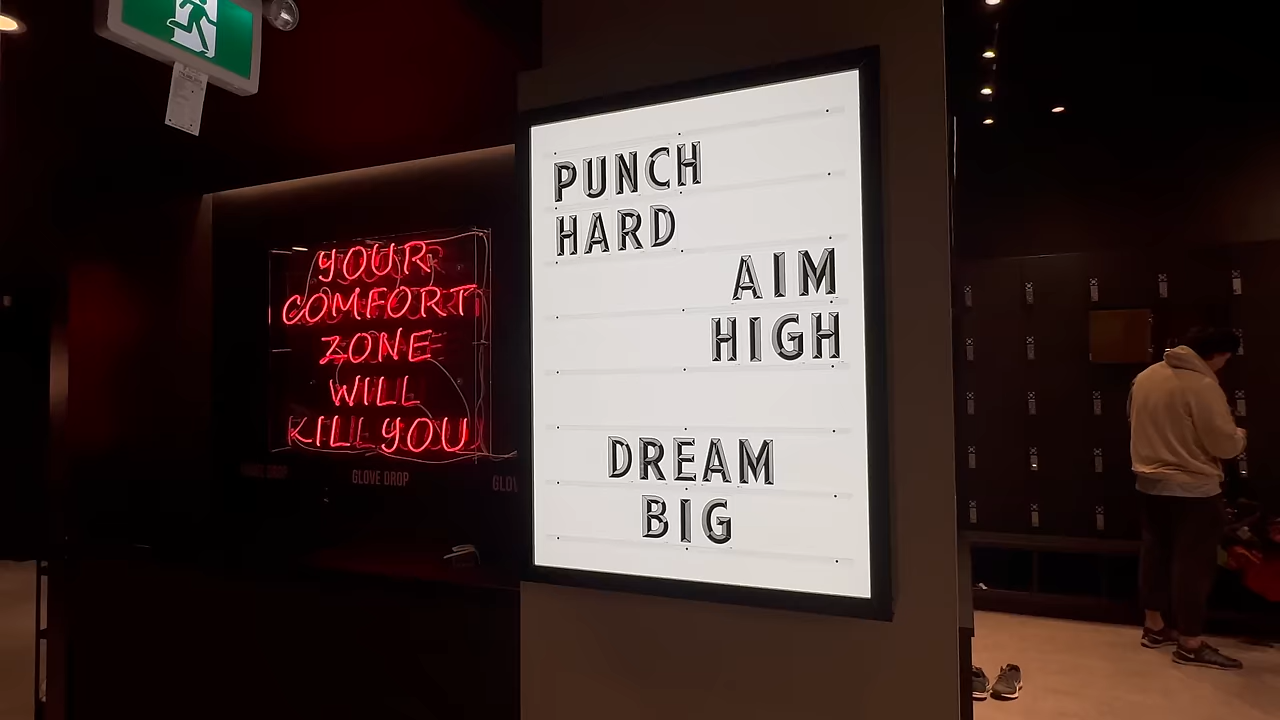 YOUR
COMFORT
ZONE
WILL
KILL YOU
GLOVE DROP
PUNCH
HARD
AIM
HIGH
DREAM
BIG